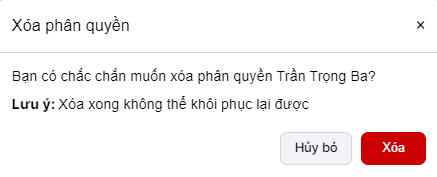 Xóa phân quyền
×
Bạn có chắc chắn muốn xóa phân quyền Trần Trọng Ba?
Lưu ý: Xóa xong không thể khôi phục lại được
Hủy bỏ
Xóa